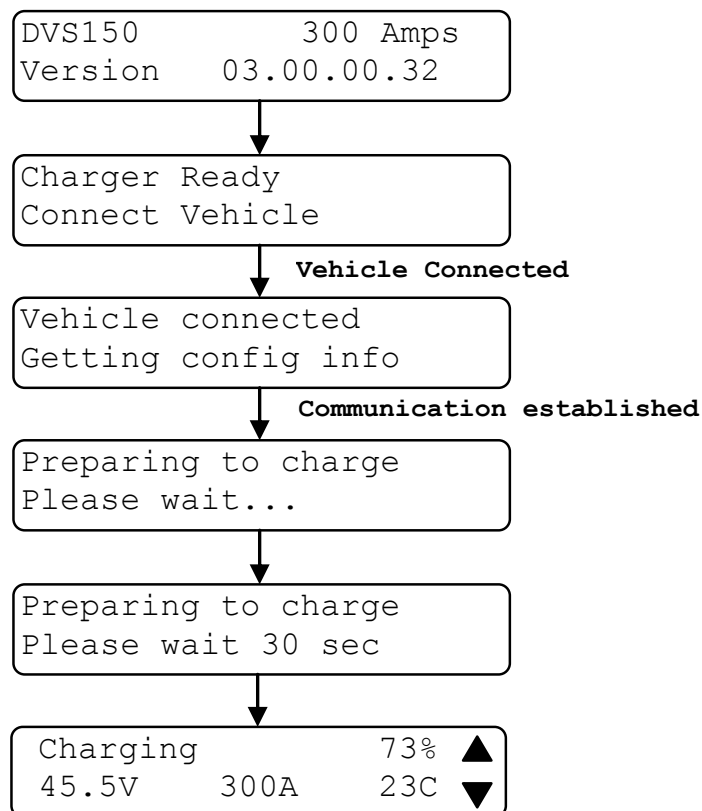 DVS150 300 Amps
Version 03.00.00.32
Charger Ready
Connect Vehicle
Vehicle Connected
Vehicle connected
Getting config info
Communication established
Preparing to charge
Please wait...
Preparing to charge
Please wait 30 sec
Charging 73% ▲
45.5V 300A 23C ▼